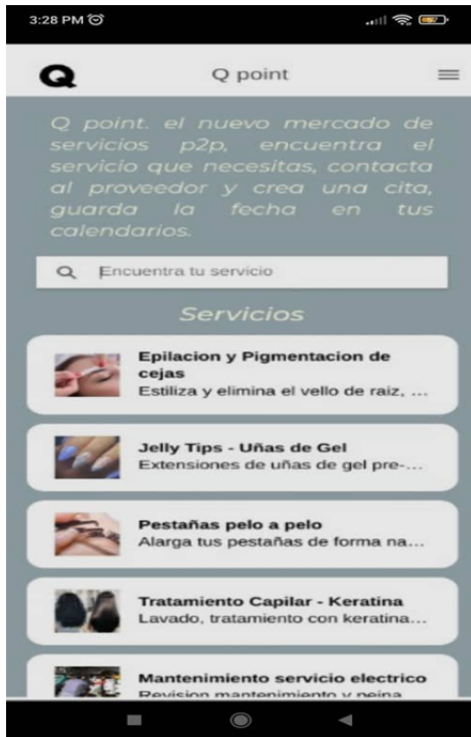 3:28 PM
Q
Q point
Q point. el nuevo mercado de
servicios p2p, encuentra el
servicio que necesitas, contacta
al proveedor y crea una cita,
guarda la fecha en tus
calendarios.
Encuentra tu servicio
Servicios
Epilacion y Pigmentacion de
cejas
Estiliza y elimina el vello de raiz, ...
Jelly Tips - Uñas de Gel
Extensiones de uñas de gel pre-...
Pestañas pelo a pelo
Alarga tus pestañas de forma na...
Tratamiento Capilar - Keratina
Lavado, tratamiento con keratina...
Mantenimiento servicio electrico
Revision mantenimiento y